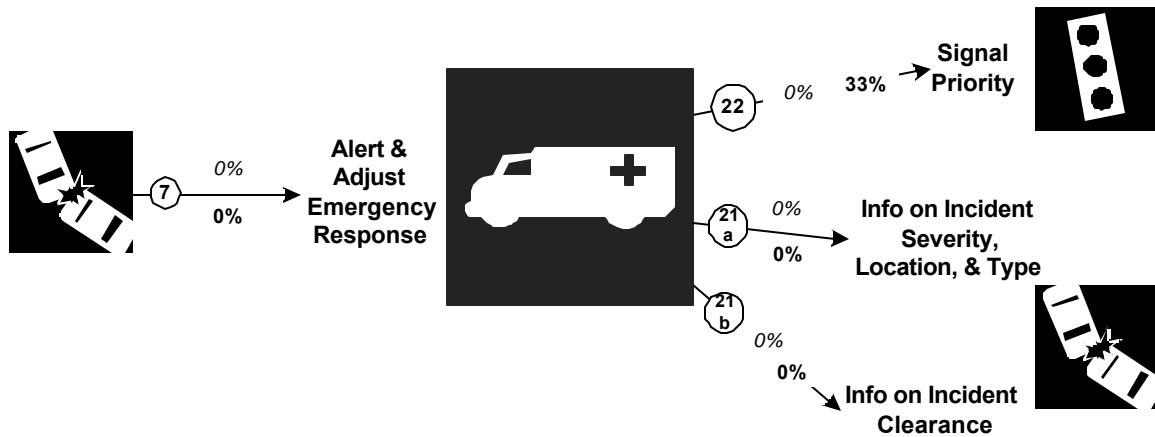 7
0%
0%
Alert &
Adjust
Emergency
Response
22
0%
33%
Signal
Priority
21
a
0%
0%
Info on Incident
Severity,
Location, & Type
21
b
0%
0%
Info on Incident
Clearance